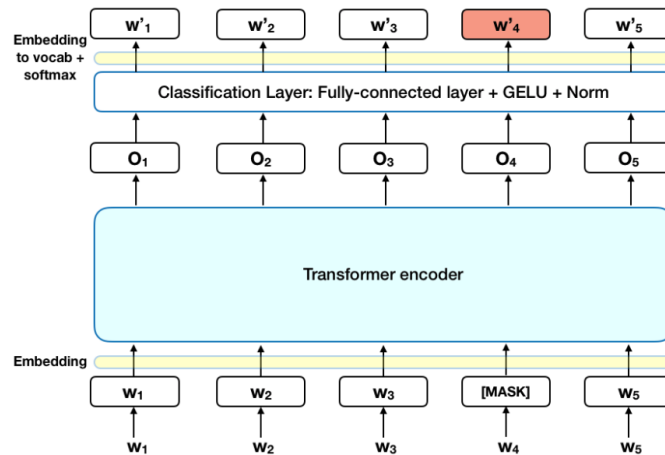 w'₁ w'₂ w'₃ w'₄ w'₅
Embedding
to vocab +
softmax
Classification Layer: Fully-connected layer + GELU + Norm
O₁ O₂ O₃ O₄ O₅
Transformer encoder
Embedding
w₁ w₂ w₃ [MASK] w₅
w₁ w₂ w₃ w₄ w₅